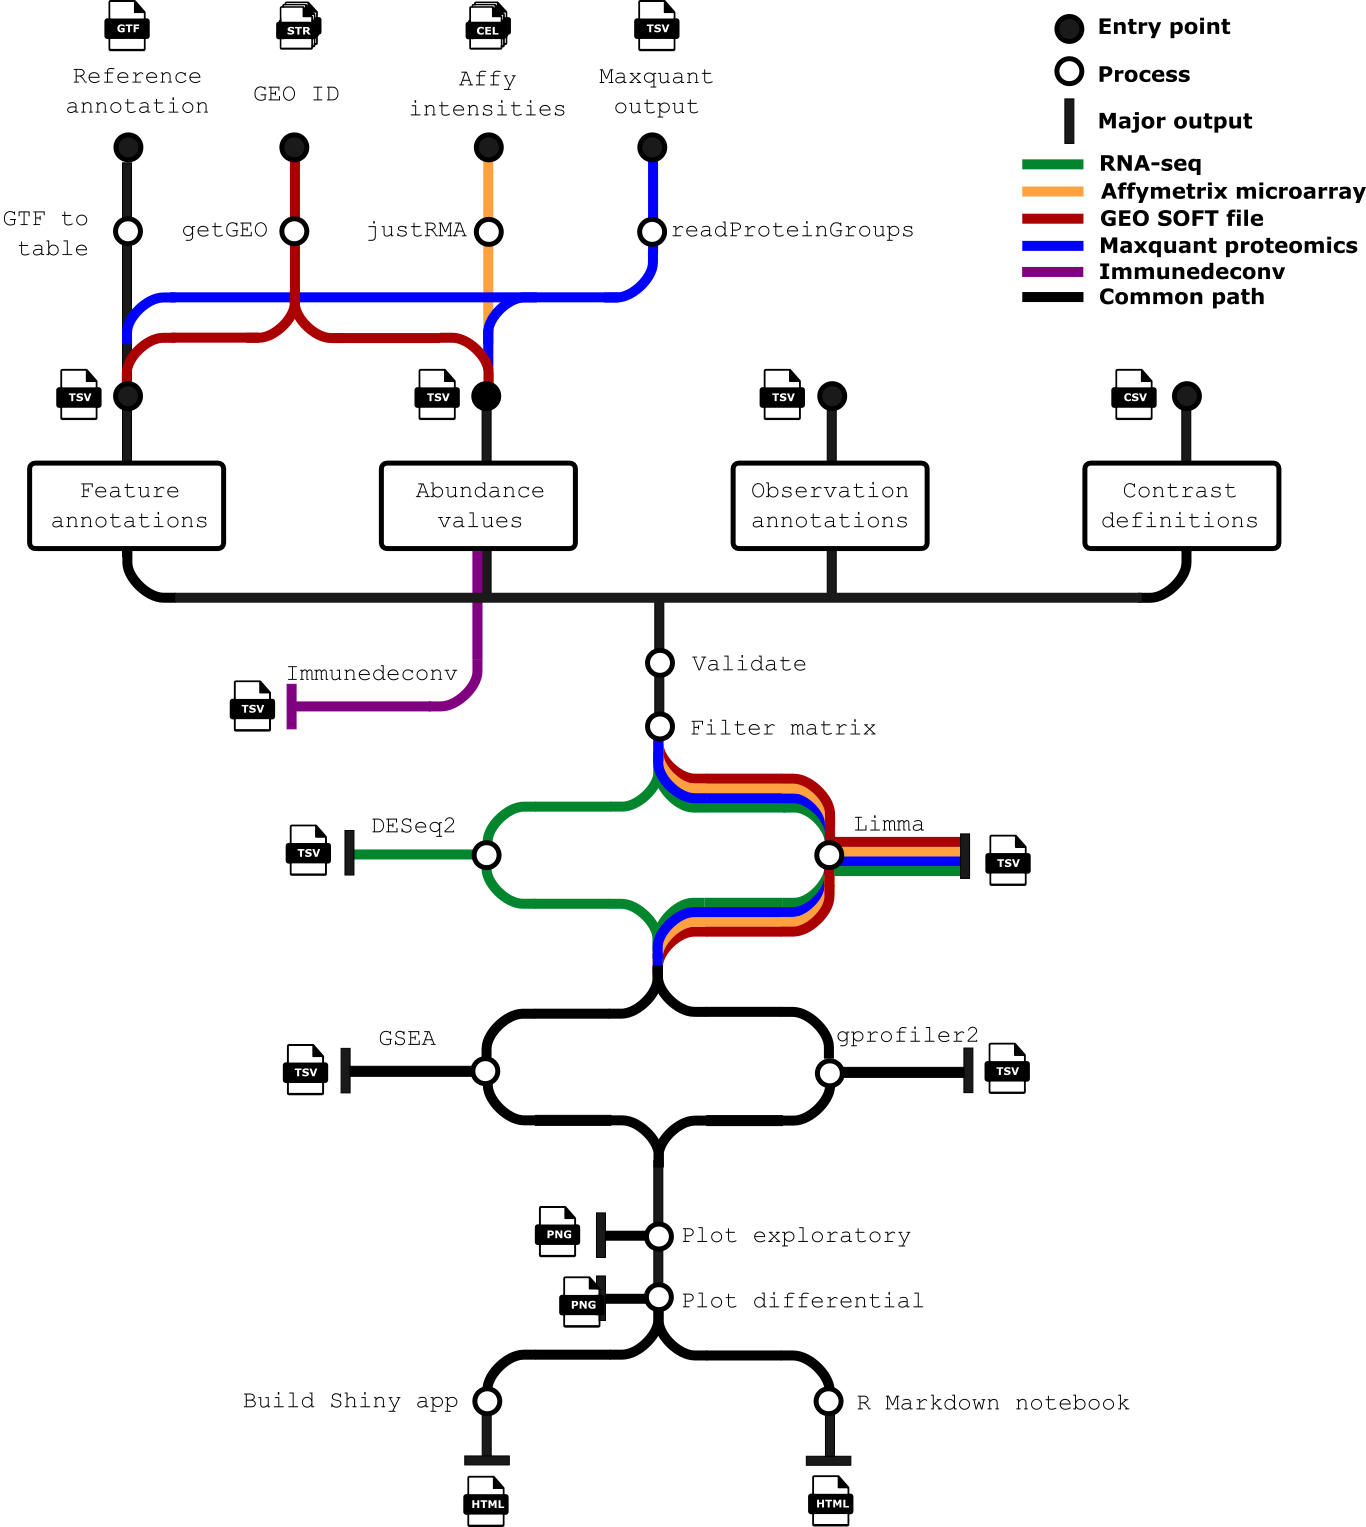 GTF
STR
CEL
TSV
Reference
annotation
GEO ID
Affy
intensities
Maxquant
output
Entry point
Process
Major output
RNA-seq
Affymetrix microarray
GEO SOFT file
Maxquant proteomics
Immunedeconv
Common path
GTF to
table
getGEO
justRMA
readProteinGroups
TSV
TSV
TSV
CSV
Feature
annotations
Abundance
values
Observation
annotations
Contrast
definitions
Validate
Immunedeconv
TSV
Filter matrix
DESeq2
TSV
Limma
TSV
GSEA
TSV
gprofiler2
TSV
PNG
Plot exploratory
PNG
Plot differential
Build Shiny app
R Markdown notebook
HTML
HTML